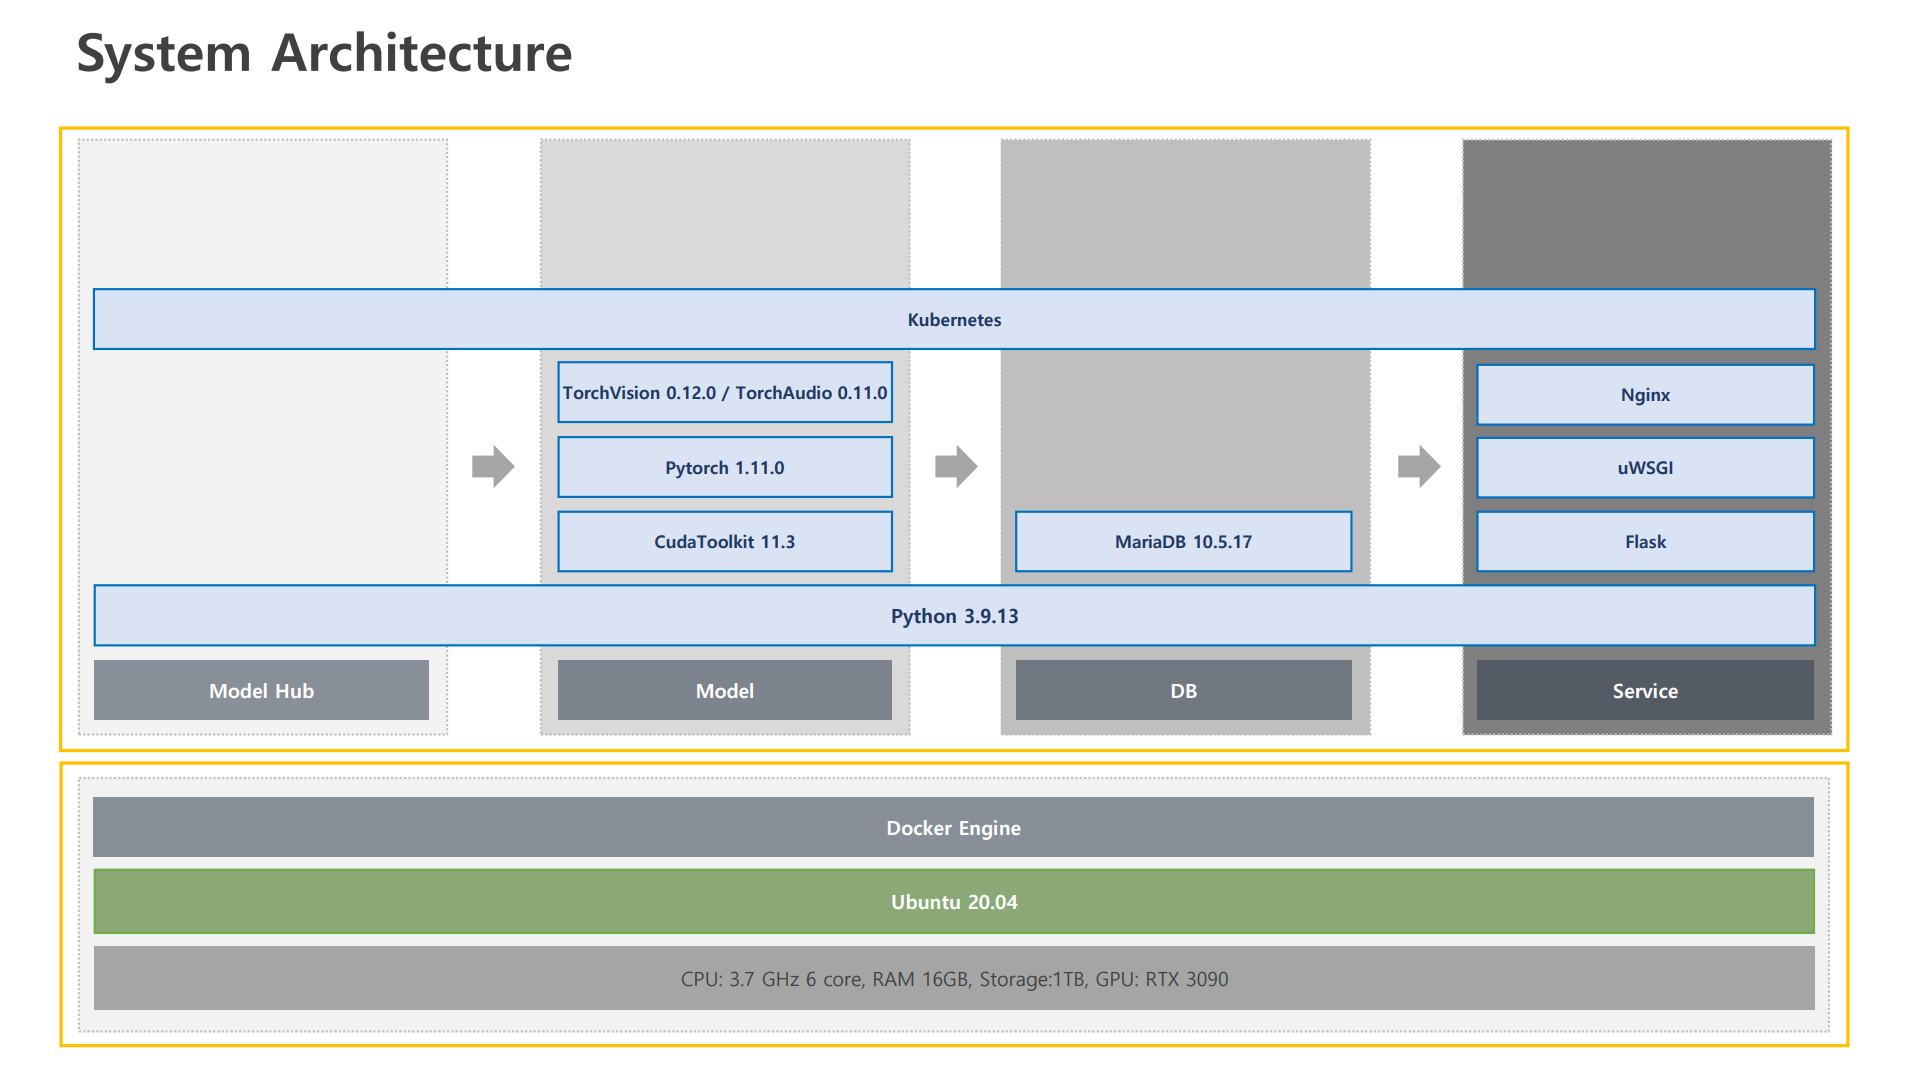 System Architecture
Kubernetes
TorchVision 0.12.0 / TorchAudio 0.11.0
Nginx
Pytorch 1.11.0
uWSGI
CudaToolkit 11.3
MariaDB 10.5.17
Flask
Python 3.9.13
Model Hub
Model
DB
Service
Docker Engine
Ubuntu 20.04
CPU: 3.7 GHz 6 core, RAM 16GB, Storage:1TB, GPU: RTX 3090